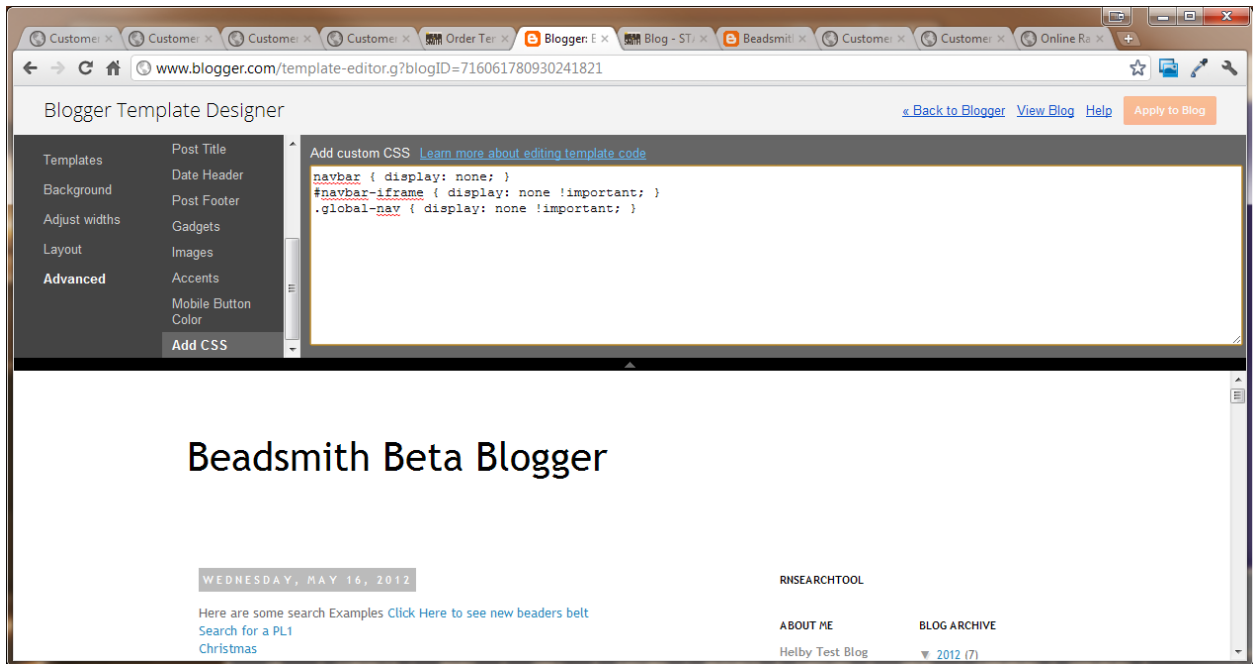 Customer
Customer
Customer
Customer
Order Ter
Blogger: E
Blog - ST
Beadsmit
Customer
Customer
Online Ra
www.blogger.com/template-editor.g?blogID=716061780930241821
Blogger Template Designer
« Back to Blogger View Blog Help Apply to Blog
Templates
Background
Adjust widths
Layout
Advanced
Post Title
Date Header
Post Footer
Gadgets
Images
Accents
Mobile Button
Color
Add CSS
Add custom CSS Learn more about editing template code
navbar { display: none; }
#navbar-iframe { display: none !important; }
.global-nav { display: none !important; }
Beadsmith Beta Blogger
WEDNESDAY, MAY 16, 2012
Here are some search Examples Click Here to see new beaders belt
Search for a PL1
Christmas
RNSEARCHTOOL
ABOUT ME
Helby Test Blog
BLOG ARCHIVE
▼ 2012 (7)